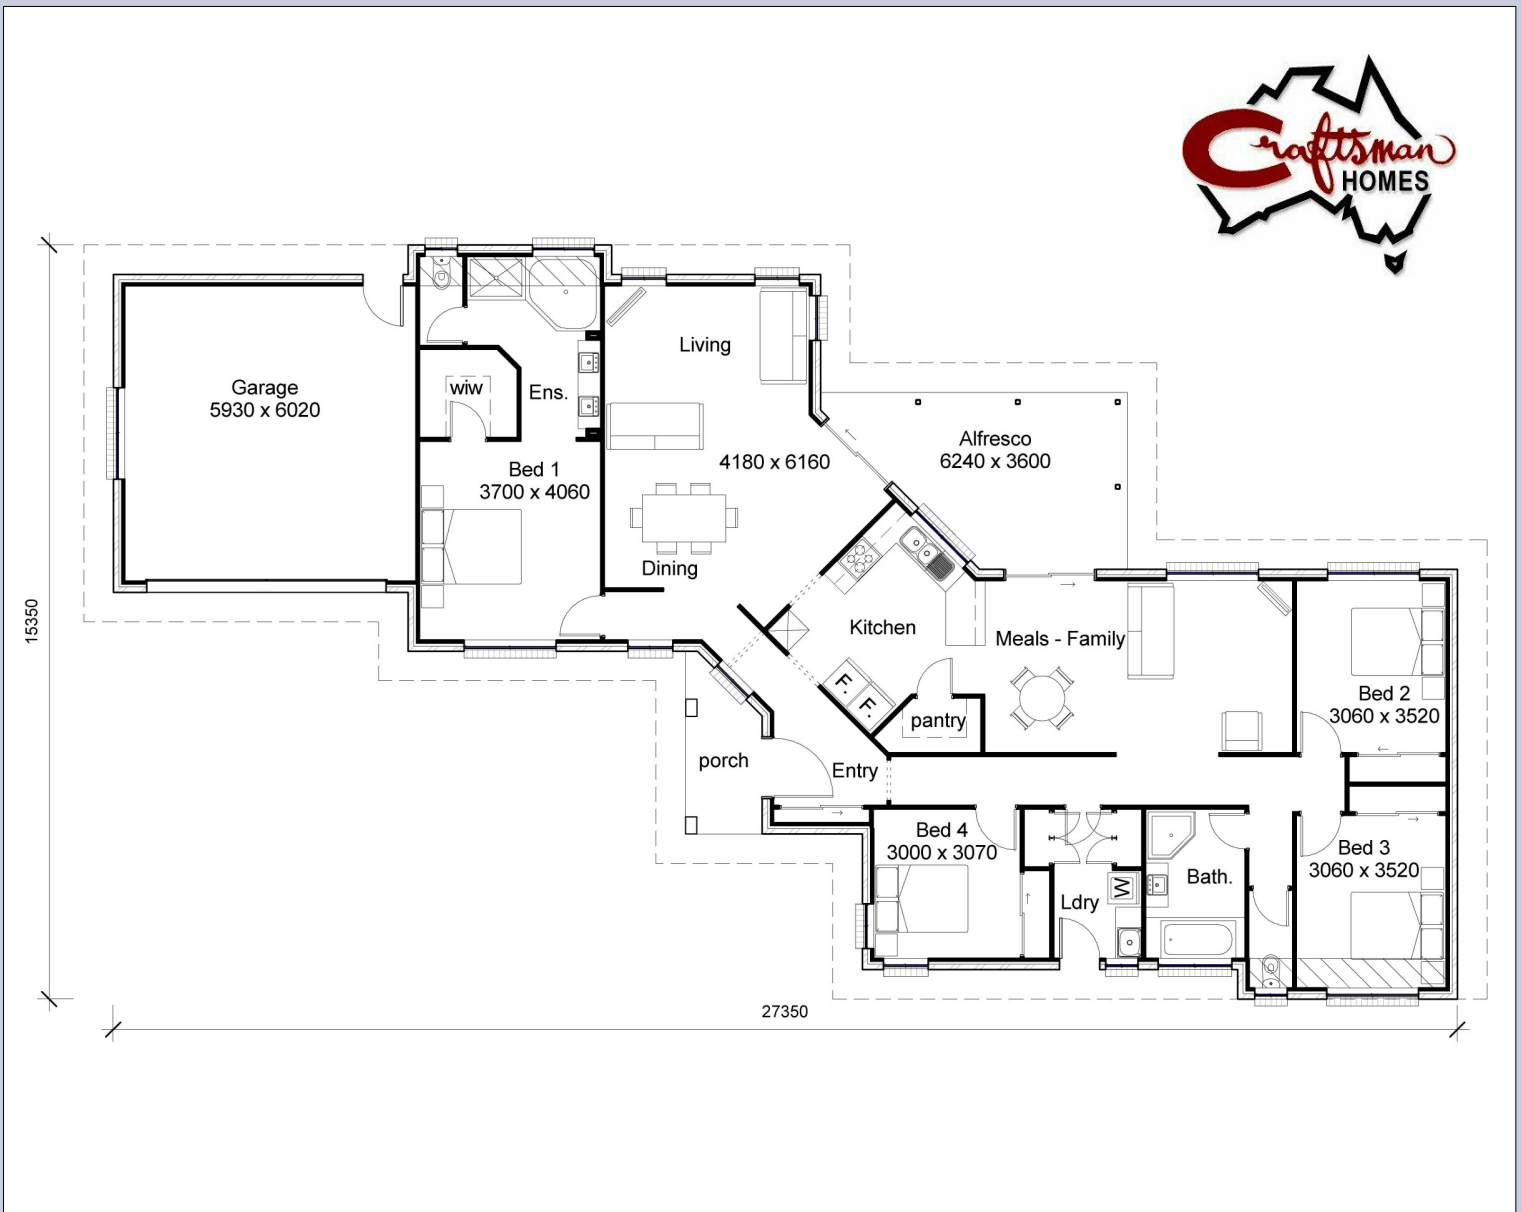 Craftsman
HOMES
Garage
5930 x 6020
wiw
Ens.
Bed 1
3700 x 4060
Living
4180 x 6160
Dining
Alfresco
6240 x 3600
Kitchen
Meals - Family
F.
F.
pantry
porch
Entry
Bed 2
3060 x 3520
Bed 4
3000 x 3070
Ldry
W
Bath.
Bed 3
3060 x 3520
15350
27350